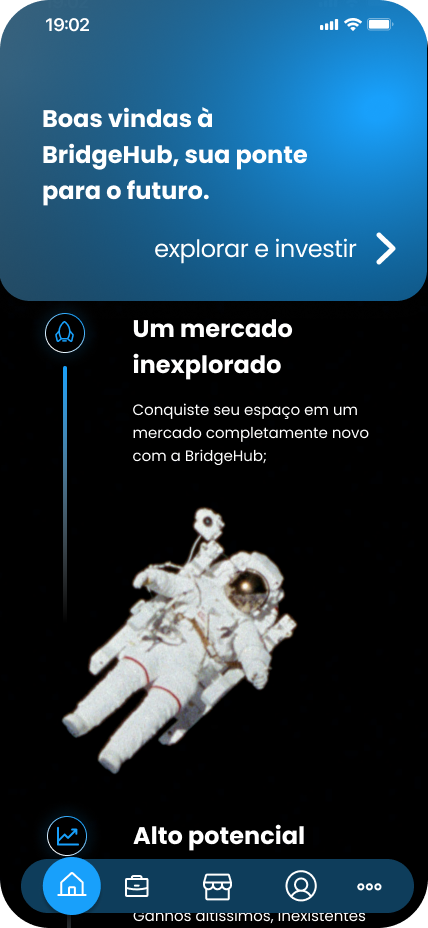 19:02
Boas vindas à
BridgeHub, sua ponte
para o futuro.
explorar e investir
Um mercado
inexplorado
Conquiste seu espaço em um
mercado completamente novo
com a BridgeHub;
Alto potencial
Ganhos altíssimos, inexistentes